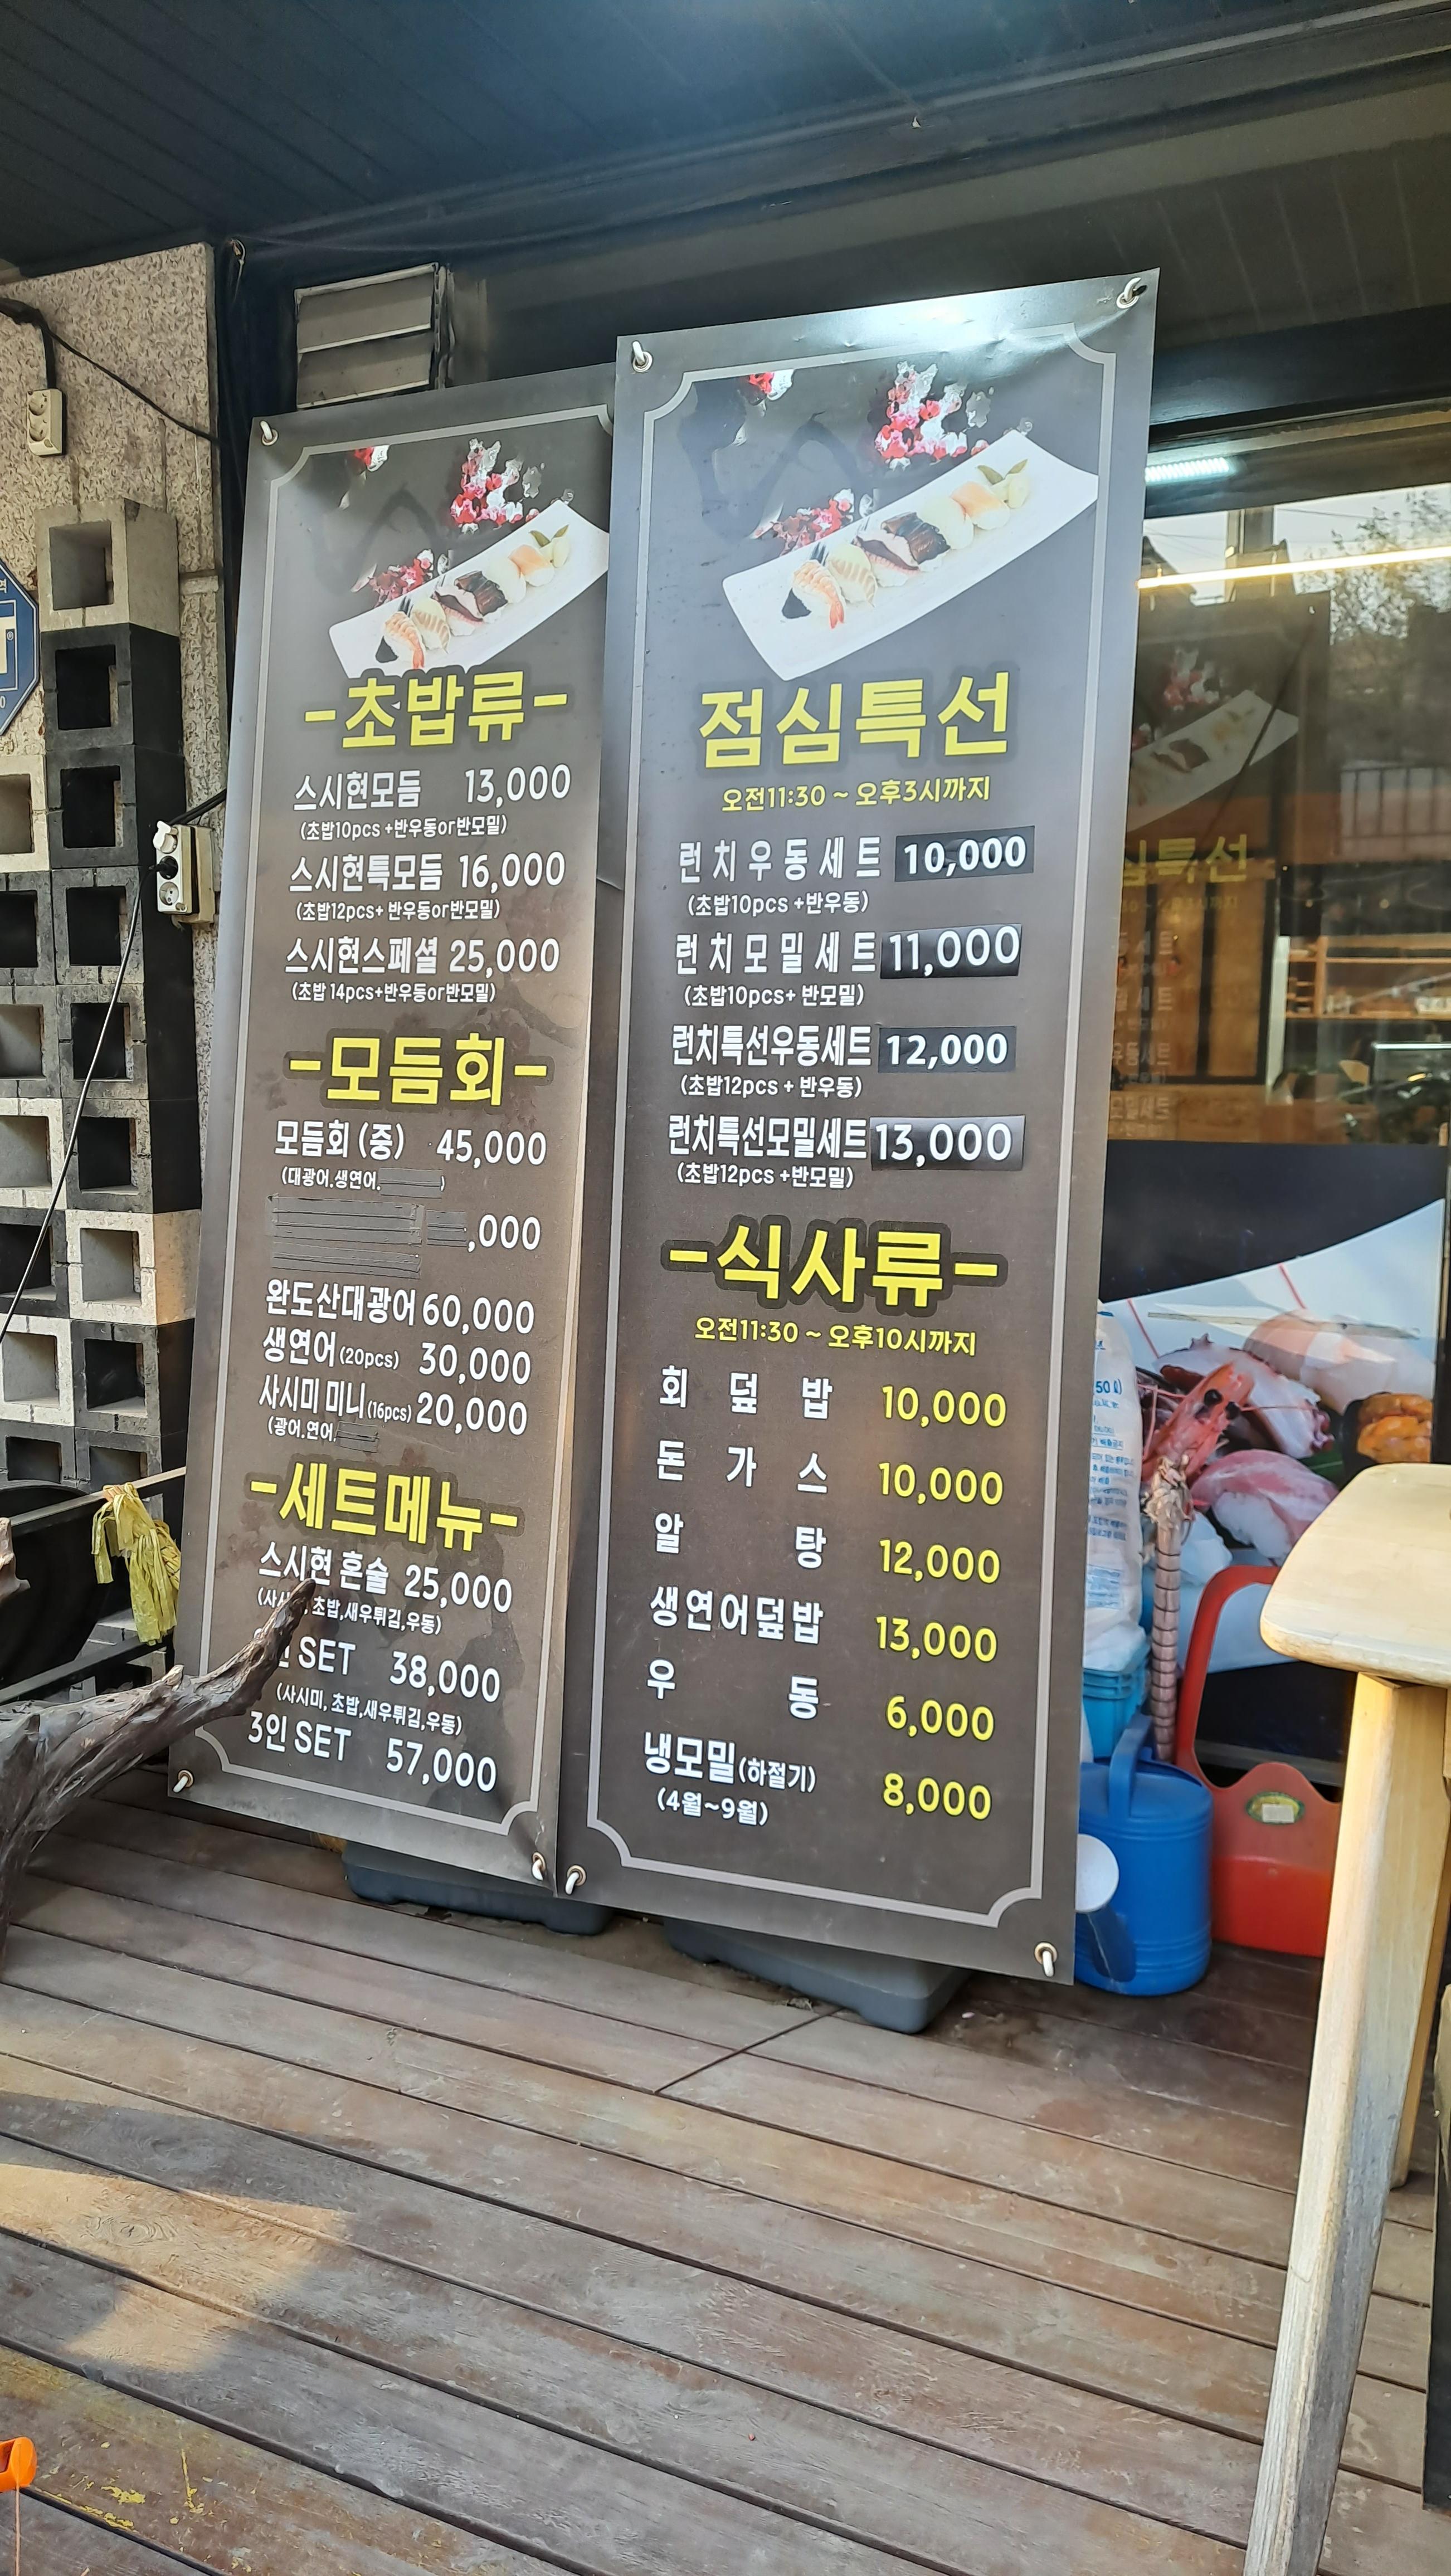 -초밥류-
스시현모듬 13,000
(초밥10pcs +반우동or반모밀)
스시현특모듬 16,000
(초밥12pcs+ 반우동or반모밀)
스시현스페셜 25,000
(초밥 14pcs+반우동or반모밀)
-모듬회-
모듬회 (중) 45,000
(대광어.생연어. )
,000
완도산대광어 60,000
생연어 (20pcs) 30,000
사시미 미니 (16pcs) 20,000
(광어.연어
-세트메뉴-
스시현 혼술 25,000
초밥,새우튀김,우동)
SET 38,000
(사시미, 초밥,새우튀김,우동)
3인 SET 57,000
점심특선
오전11:30 ~ 오후3시까지
런치우동세트 10,000
(초밥10pcs +반우동)
런치모밀세트 11,000
(초밥10pcs+ 반모밀)
런치특선우동세트 12,000
(초밥12pcs + 반우동)
런치특선모밀세트 13,000
(초밥12pcs +반모밀)
-식사류-
오전11:30 ~ 오후10시까지
회덮밥 10,000
돈가스 10,000
알탕 12,000
생연어덮밥 13,000
우동 6,000
냉모밀 (하절기) 8,000
(4월~9월)
50ℓ)